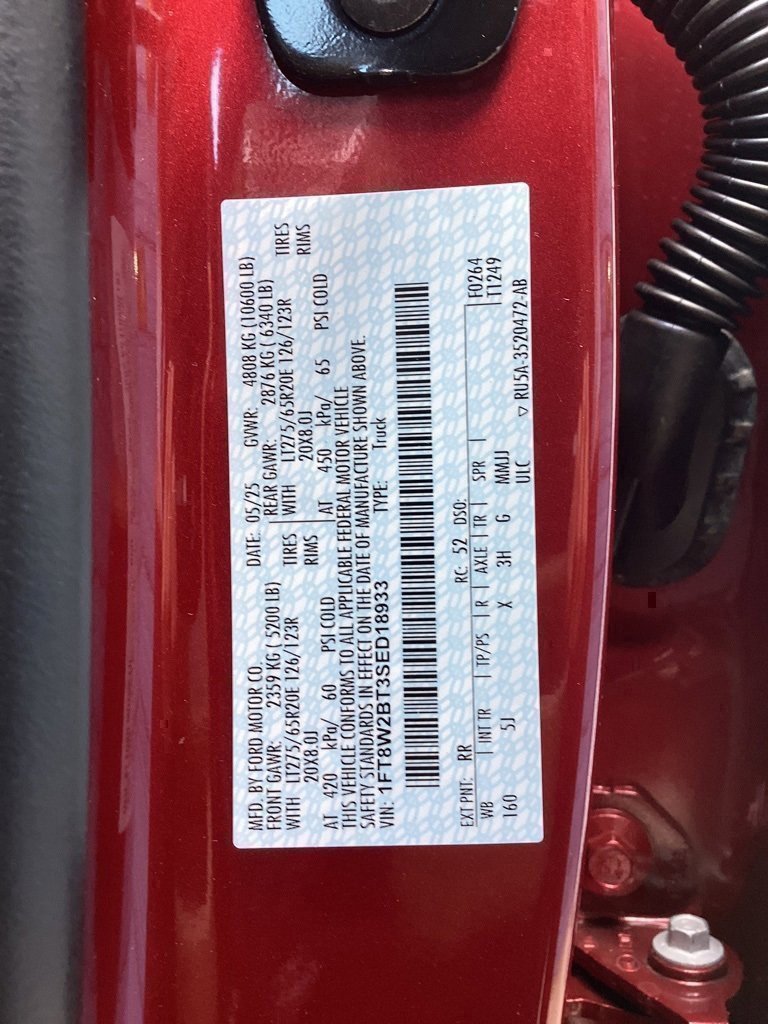 MFD. BY FORD MOTOR CO. DATE: 05/25 GVWR: 4808 KG (10600 LB)
FRONT GAWR: 2359 KG ( 5200 LB) REAR GAWR: 2876 KG ( 6340 LB)
WITH LT275/65R20E 126/123R TIRES WITH LT275/65R20E 126/123R TIRES
20X8.0J RIMS 20X8.0J RIMS
AT 420 kPa/ 60 PSI COLD AT 450 kPa/ 65 PSI COLD
THIS VEHICLE CONFORMS TO ALL APPLICABLE FEDERAL MOTOR VEHICLE
SAFETY STANDARDS IN EFFECT ON THE DATE OF MANUFACTURE SHOWN ABOVE.
VIN: 1FT8W2BT3SED18933 TYPE: Truck
EXT PNT: RR RC: 52 DSO: F0264
WB INT TR TP/PS R AXLE TR SPR T1249
160 5J X 3H G MMJJ
ULC ▽ RU5A-3520472-AB